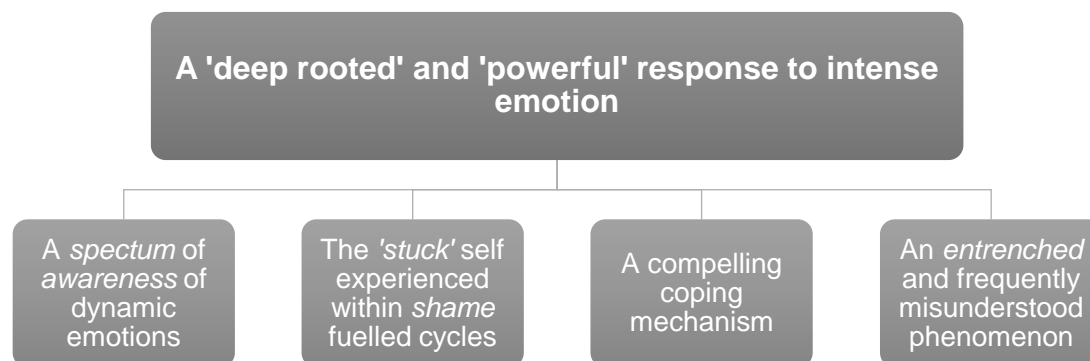 A 'deep rooted' and 'powerful' response to intense
emotion
A spectum of
awareness of
dynamic
emotions
The 'stuck' self
experienced
within shame
fuelled cycles
A compelling
coping
mechanism
An entrenched
and frequently
misunderstood
phenomenon